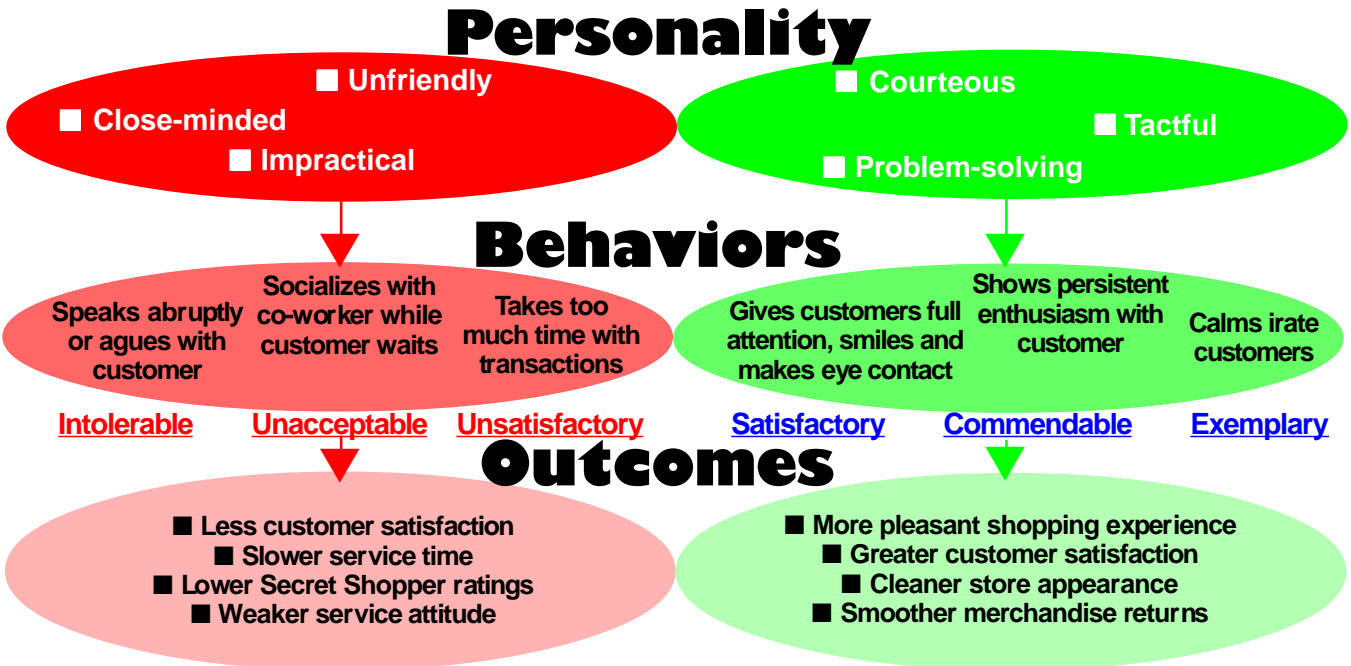 Personality
■ Unfriendly
■ Close-minded
■ Impractical
■ Courteous
■ Tactful
■ Problem-solving
Behaviors
Speaks abruptly
or agues with
customer
Socializes with
co-worker while
customer waits
Takes too
much time with
transactions
Gives customers full
attention, smiles and
makes eye contact
Shows persistent
enthusiasm with
customer
Calms irate
customers
Intolerable
Unacceptable
Unsatisfactory
Satisfactory
Commendable
Exemplary
Outcomes
■ Less customer satisfaction
■ Slower service time
■ Lower Secret Shopper ratings
■ Weaker service attitude
■ More pleasant shopping experience
■ Greater customer satisfaction
■ Cleaner store appearance
■ Smoother merchandise returns